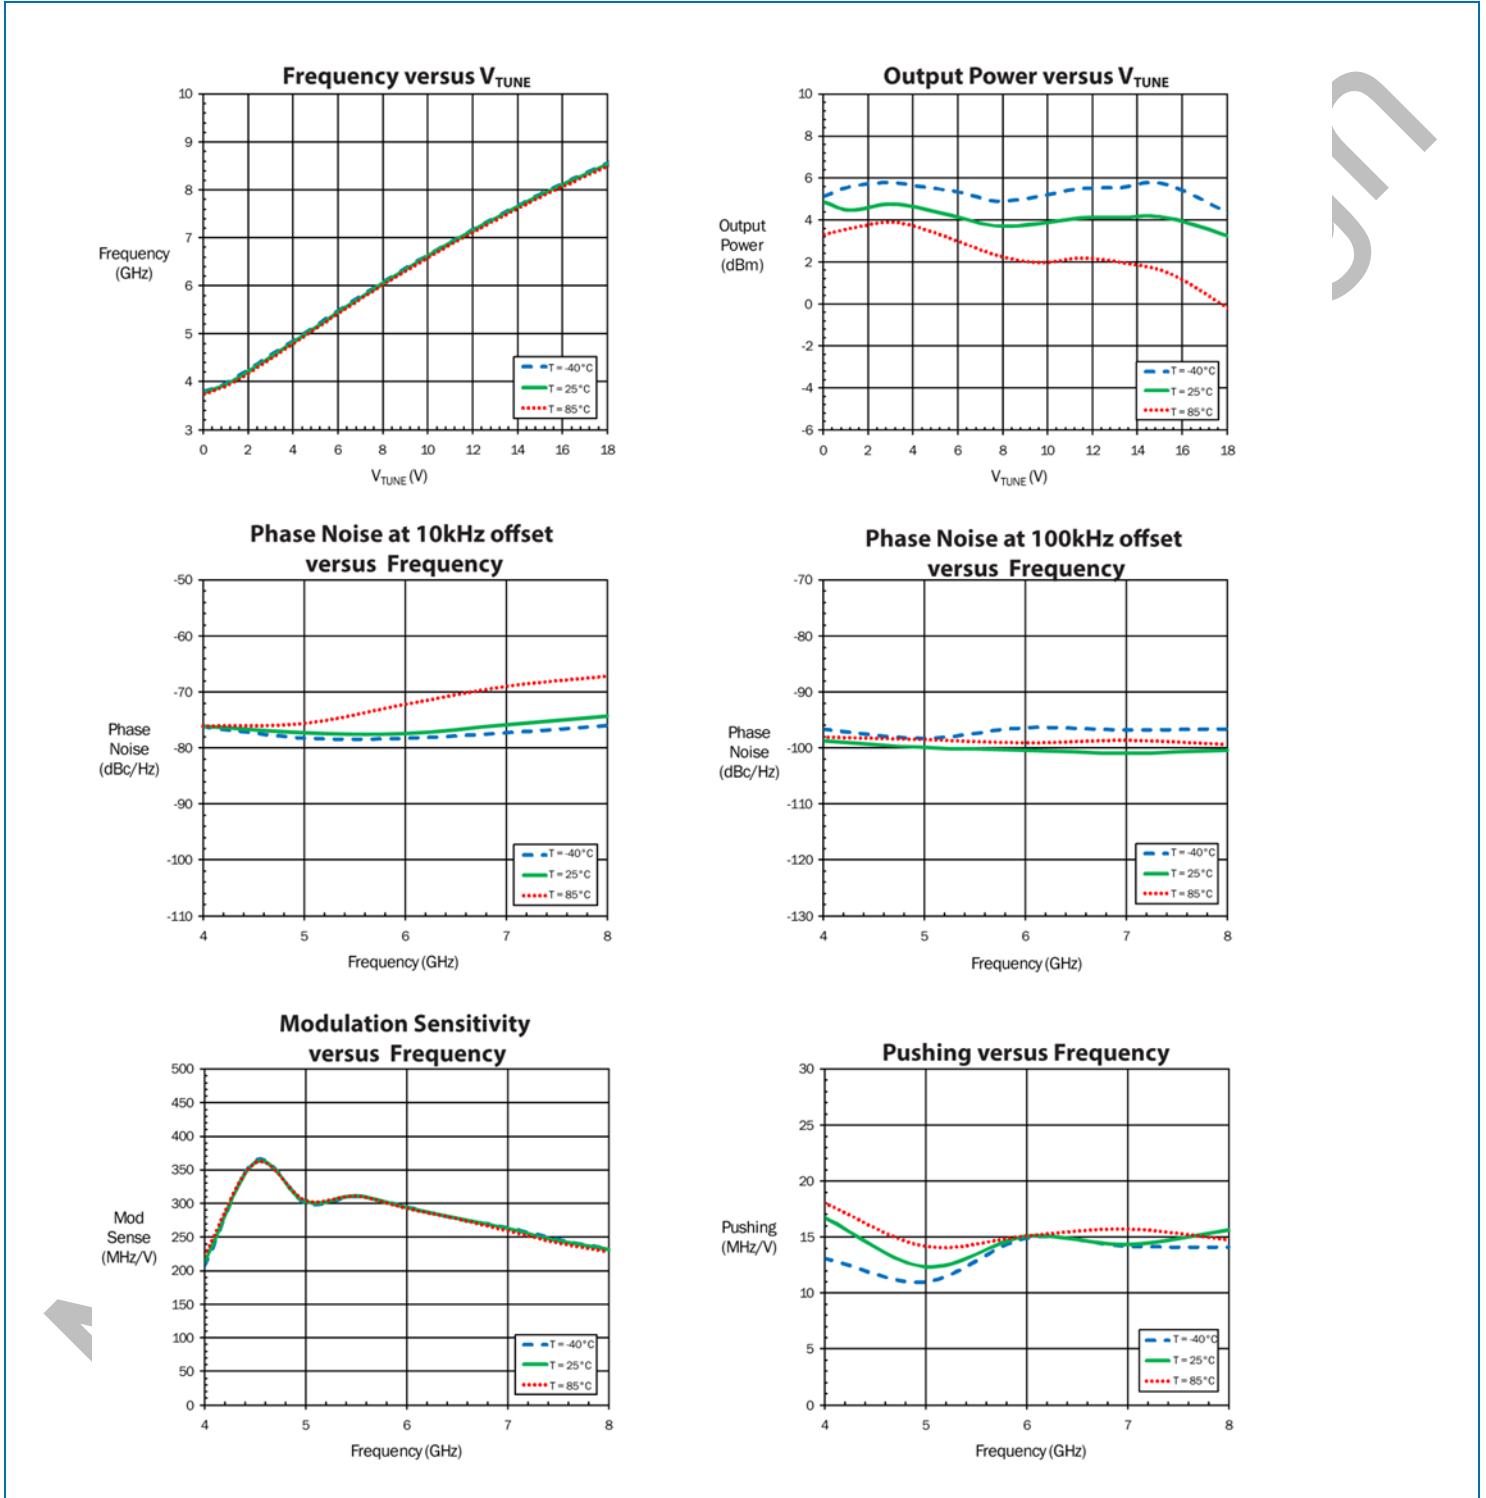 Frequency versus VTUNE
10
9
8
7
6
5
4
3
Frequency
(GHz)
T = -40°C
T = 25°C
T = 85°C
0 2 4 6 8 10 12 14 16 18
VTUNE (V)
Output Power versus VTUNE
10
8
6
4
2
0
-2
-4
-6
Output
Power
(dBm)
T = -40°C
T = 25°C
T = 85°C
0 2 4 6 8 10 12 14 16 18
VTUNE (V)
Phase Noise at 10kHz offset
versus Frequency
-50
-60
-70
-80
-90
-100
-110
Phase
Noise
(dBc/Hz)
T = -40°C
T = 25°C
T = 85°C
4 5 6 7 8
Frequency (GHz)
Phase Noise at 100kHz offset
versus Frequency
-70
-80
-90
-100
-110
-120
-130
Phase
Noise
(dBc/Hz)
T = -40°C
T = 25°C
T = 85°C
4 5 6 7 8
Frequency (GHz)
Modulation Sensitivity
versus Frequency
500
450
400
350
300
250
200
150
100
50
0
Mod
Sense
(MHz/V)
T = -40°C
T = 25°C
T = 85°C
4 5 6 7 8
Frequency (GHz)
Pushing versus Frequency
30
25
20
15
10
5
0
Pushing
(MHz/V)
T = -40°C
T = 25°C
T = 85°C
4 5 6 7 8
Frequency (GHz)